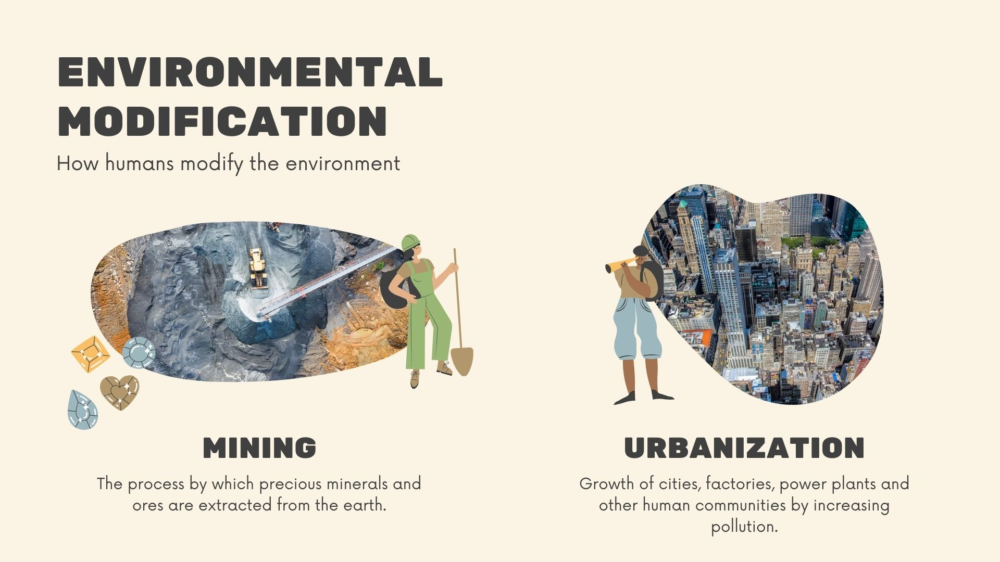 ENVIRONMENTAL
MODIFICATION
How humans modify the environment
MINING
The process by which precious minerals and
ores are extracted from the earth.
URBANIZATION
Growth of cities, factories, power plants and
other human communities by increasing
pollution.